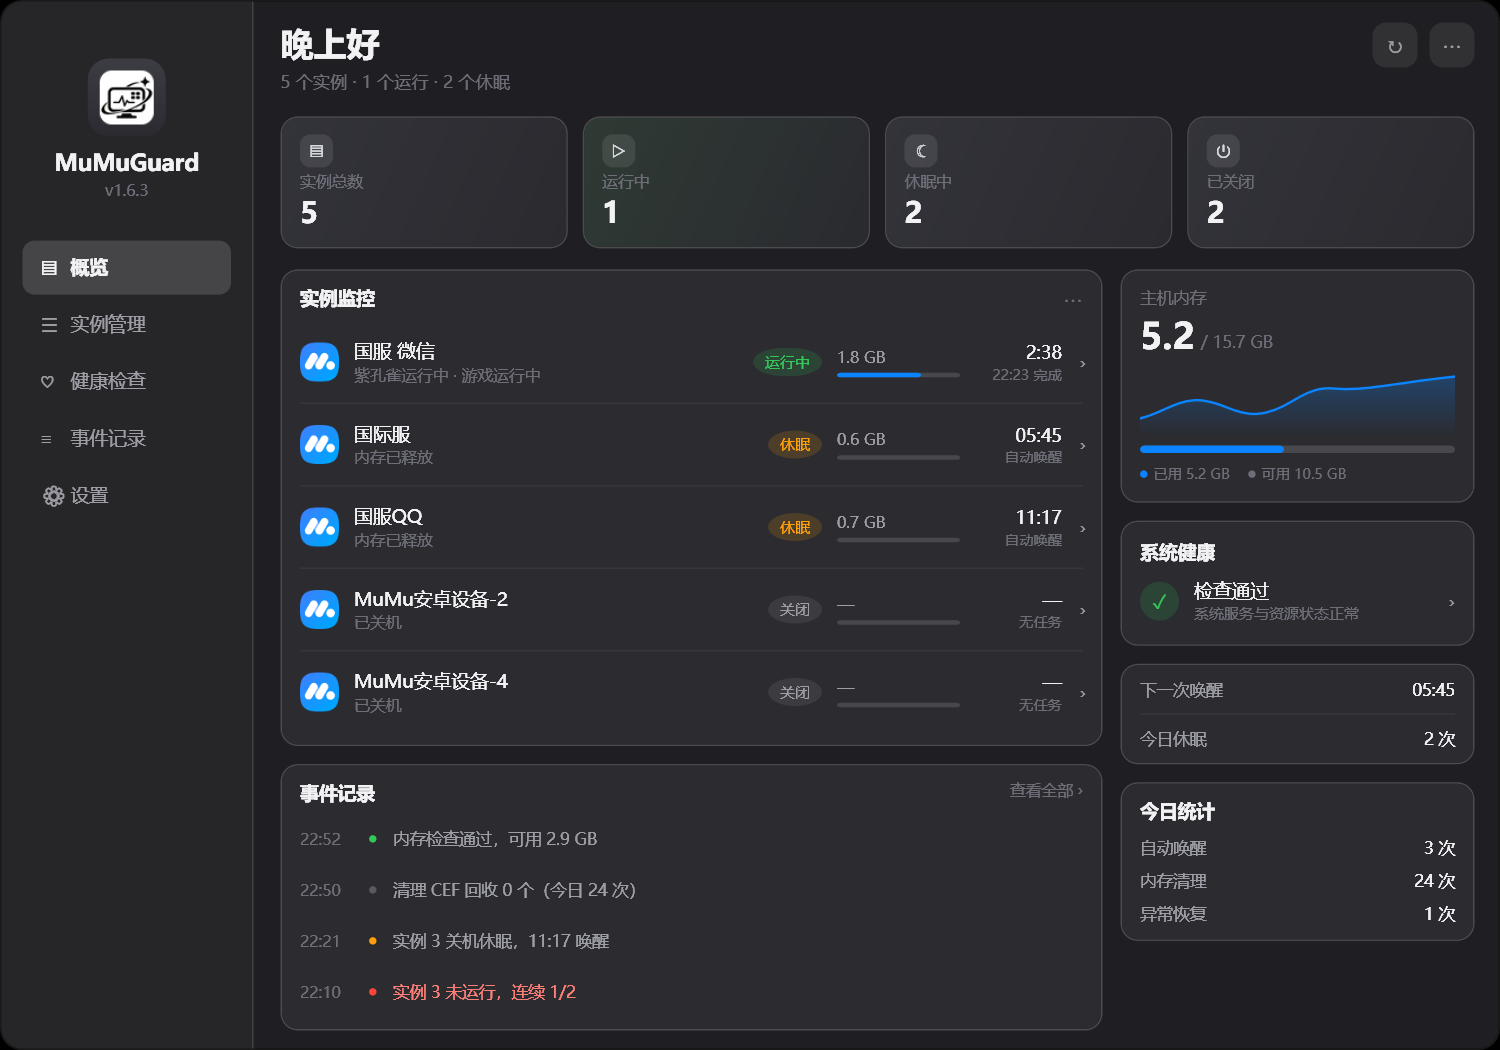 MuMuGuard
v1.6.3
概览
实例管理
健康检查
事件记录
设置
晚上好
5 个实例 · 1 个运行 · 2 个休眠
实例总数
5
运行中
1
休眠中
2
已关闭
2
实例监控
国服 微信
紫孔雀运行中 · 游戏运行中
运行中
1.8 GB
2:38
22:23 完成
国际服
内存已释放
休眠
0.6 GB
05:45
自动唤醒
国服QQ
内存已释放
休眠
0.7 GB
11:17
自动唤醒
MuMu安卓设备-2
已关机
关闭
—
—
无任务
MuMu安卓设备-4
已关机
关闭
—
—
无任务
事件记录
查看全部 ›
22:52 内存检查通过，可用 2.9 GB
22:50 清理 CEF 回收 0 个（今日 24 次）
22:21 实例 3 关机休眠，11:17 唤醒
22:10 实例 3 未运行，连续 1/2
主机内存
5.2 / 15.7 GB
已用 5.2 GB 可用 10.5 GB
系统健康
检查通过
系统服务与资源状态正常
下一次唤醒 05:45
今日休眠 2 次
今日统计
自动唤醒 3 次
内存清理 24 次
异常恢复 1 次